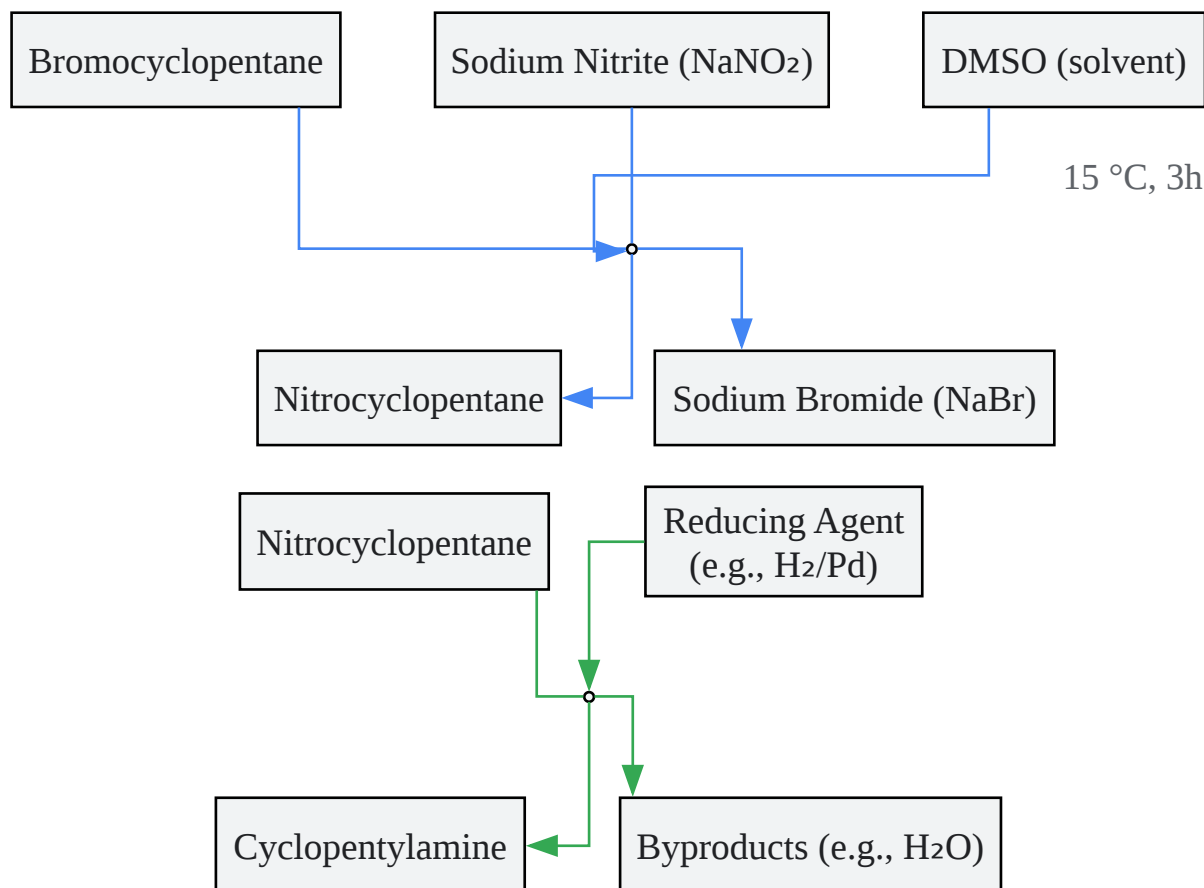 Bromocyclopentane
Sodium Nitrite (NaNO₂)
DMSO (solvent)
15 °C, 3h
Nitrocyclopentane
Sodium Bromide (NaBr)
Nitrocyclopentane
Reducing Agent
(e.g., H₂/Pd)
Cyclopentylamine
Byproducts (e.g., H₂O)